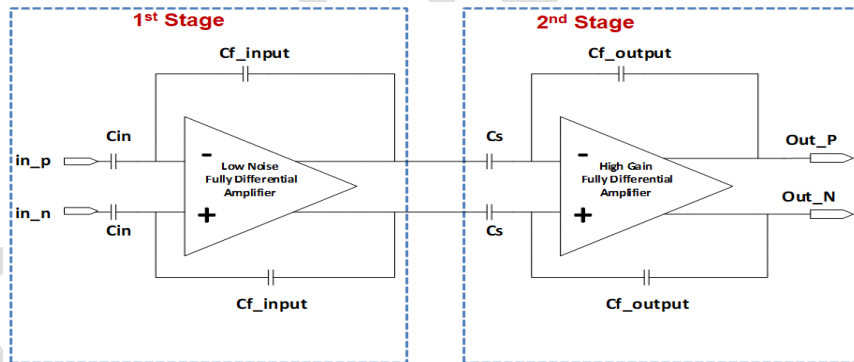 1st Stage
2nd Stage
Cf_input
Cf_output
Cin
Cs
in_p
-
Low Noise
Fully Differential
Amplifier
-
High Gain
Fully Differential
Amplifier
Out_P
in_n
+
+
Out_N
Cin
Cs
Cf_input
Cf_output